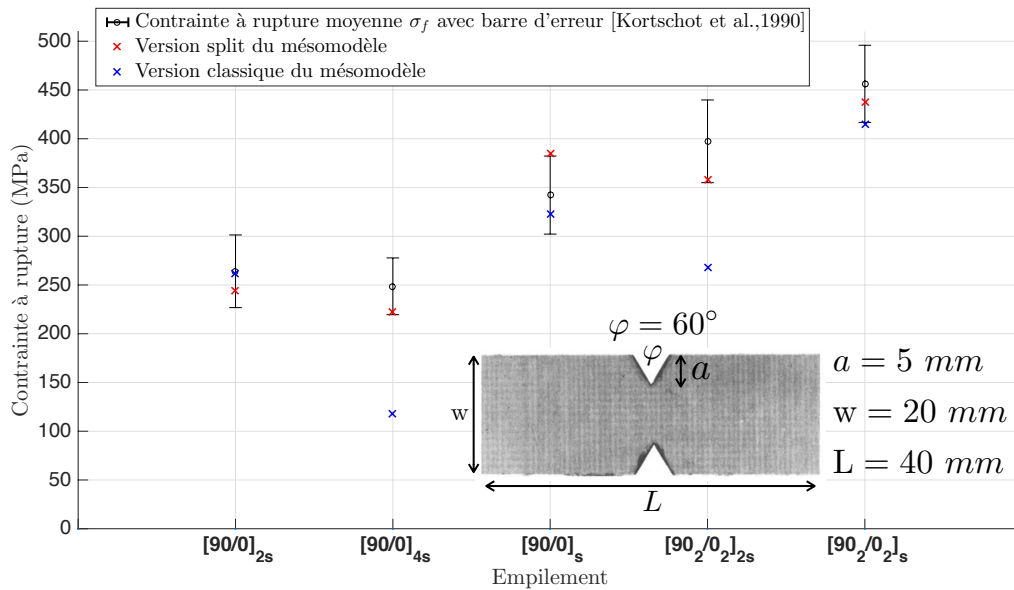 Contrainte à rupture moyenne σ_f avec barre d'erreur [Kortschot et al.,1990]
Version split du mésomodèle
Version classique du mésomodèle
500
450
400
350
300
250
200
150
100
50
0
Contrainte à rupture (MPa)
φ = 60°
φ
a
w
L
a = 5 mm
w = 20 mm
L = 40 mm
[90/0]_2s
[90/0]_4s
[90/0]_s
[90_2/0_2]_2s
[90_2/0_2]_2s
Empilement